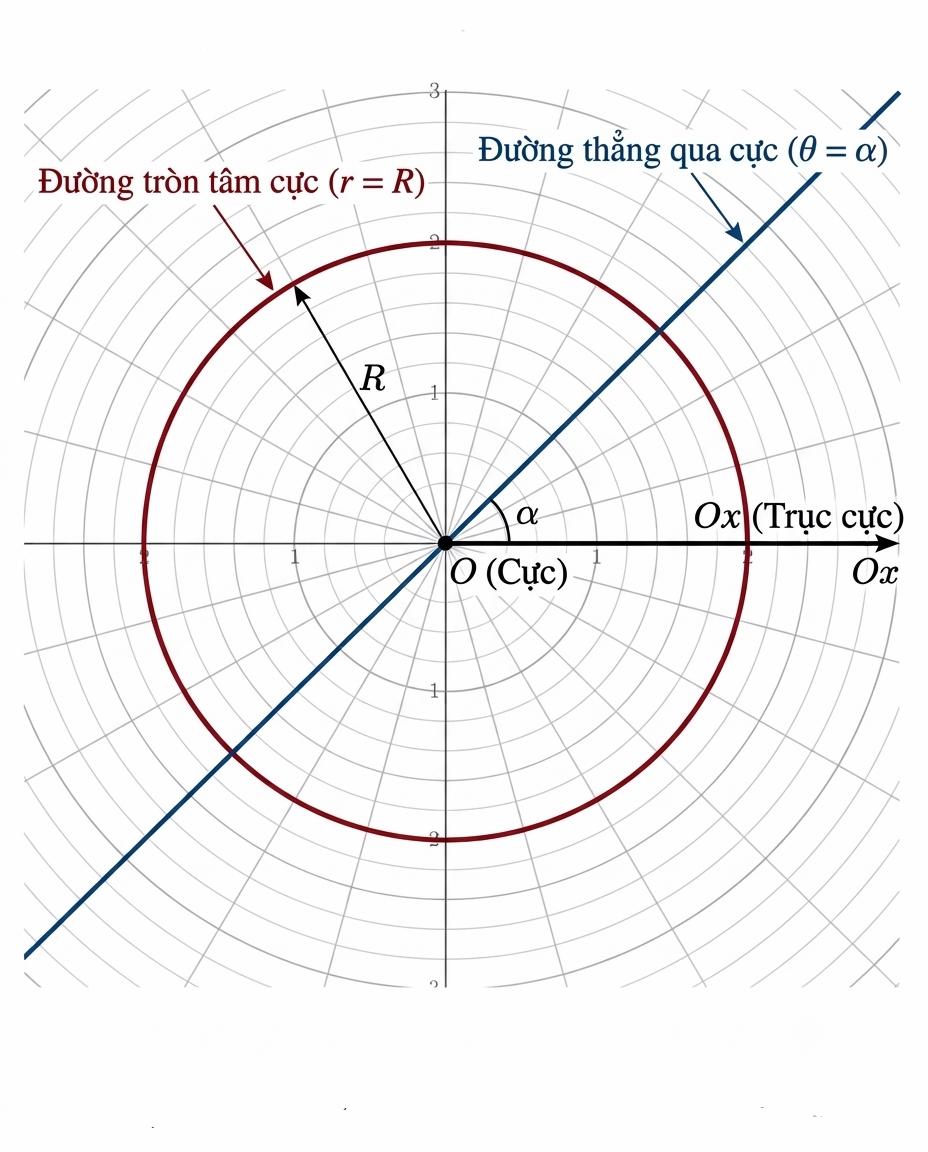 3
Đường thẳng qua cực (θ = α)
Đường tròn tâm cực (r = R)
2
R
1
α
Ox (Trục cực)
2
1
O (Cực)
1
2
Ox
1
2